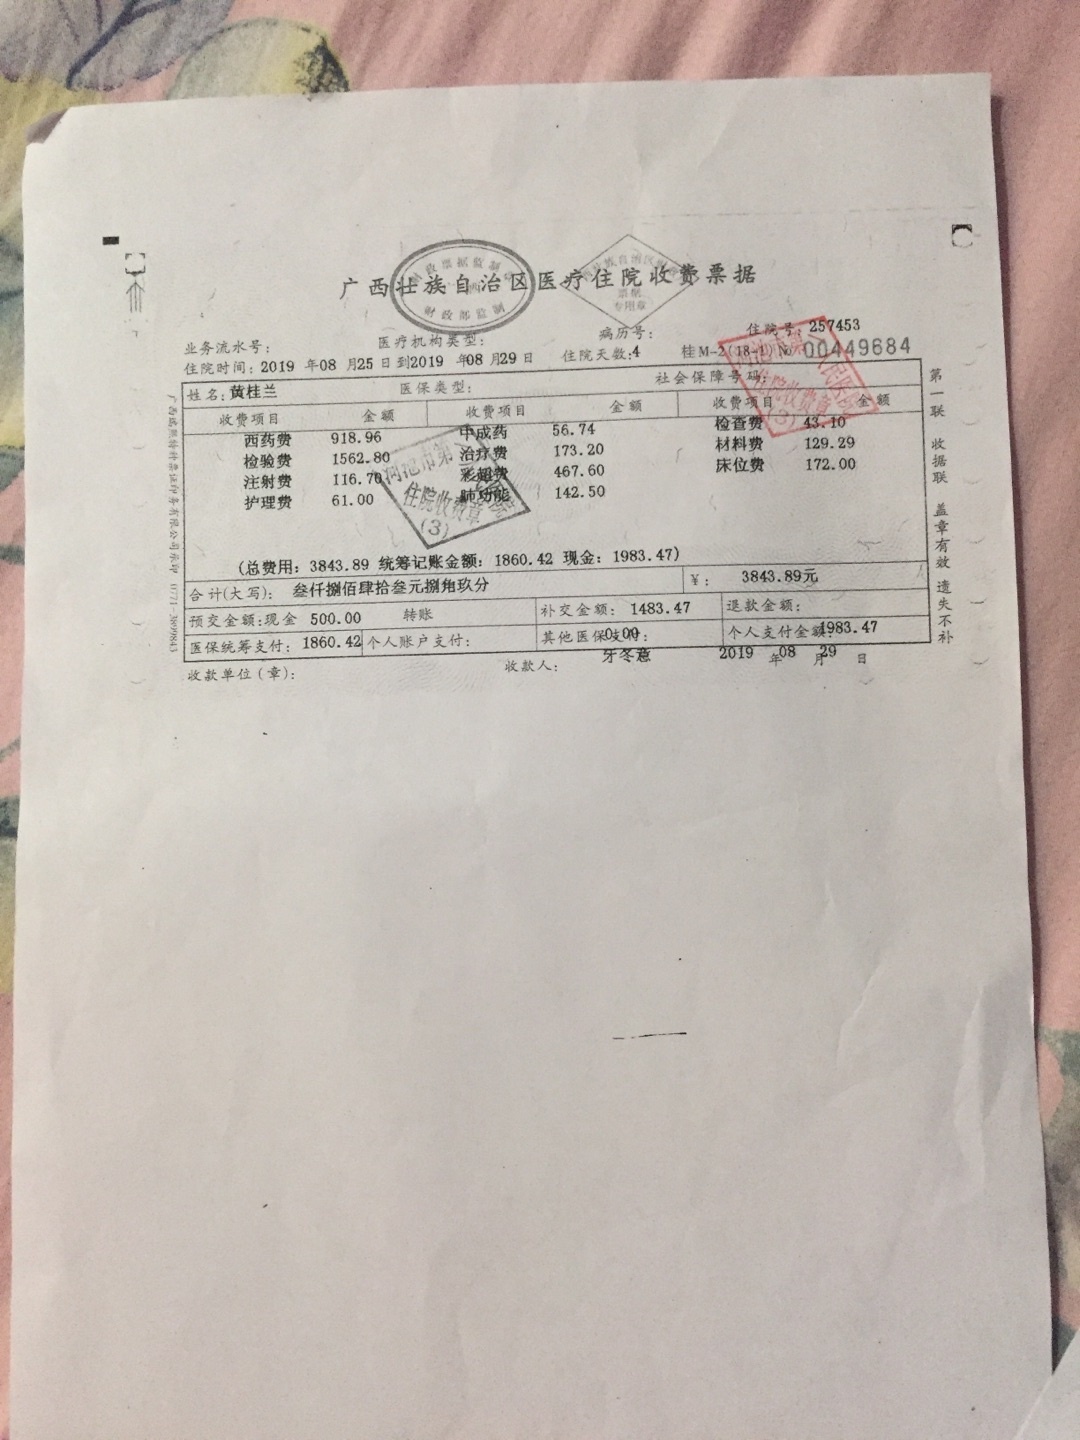 广西壮族自治区医疗住院收费票据
财政部监制
票据
专用章
业务流水号：
医疗机构类型：
病历号：
住院号：257453
住院时间：2019 年08 月25 日到2019 年08 月29 日
住院天数：4
桂M-2(18-1)
№ 00449684
姓名：黄桂兰
医保类型：
社会保障号码：
收费项目 金额 收费项目 金额 收费项目 金额
西药费 918.96 中成药 56.74 检查费 43.10
检验费 1562.80 治疗费 173.20 材料费 129.29
注射费 116.70 彩超费 467.60 床位费 172.00
护理费 61.00 肺功能 142.50
住院收费章
(3)
住院收费章
(3)
(总费用：3843.89 统筹记账金额：1860.42 现金：1983.47)
合计(大写)： 叁仟捌佰肆拾叁元捌角玖分 ¥： 3843.89元
预交金额:现金 500.00 转账 补交金额：1483.47 退款金额：
医保统筹支付：1860.42 个人账户支付： 其他医保支付：0.00 个人支付金额：1983.47
收款单位(章)： 收款人： 牙冬意 2019 年 08 月 29 日
第一联 收据联 盖章有效 遗失不补